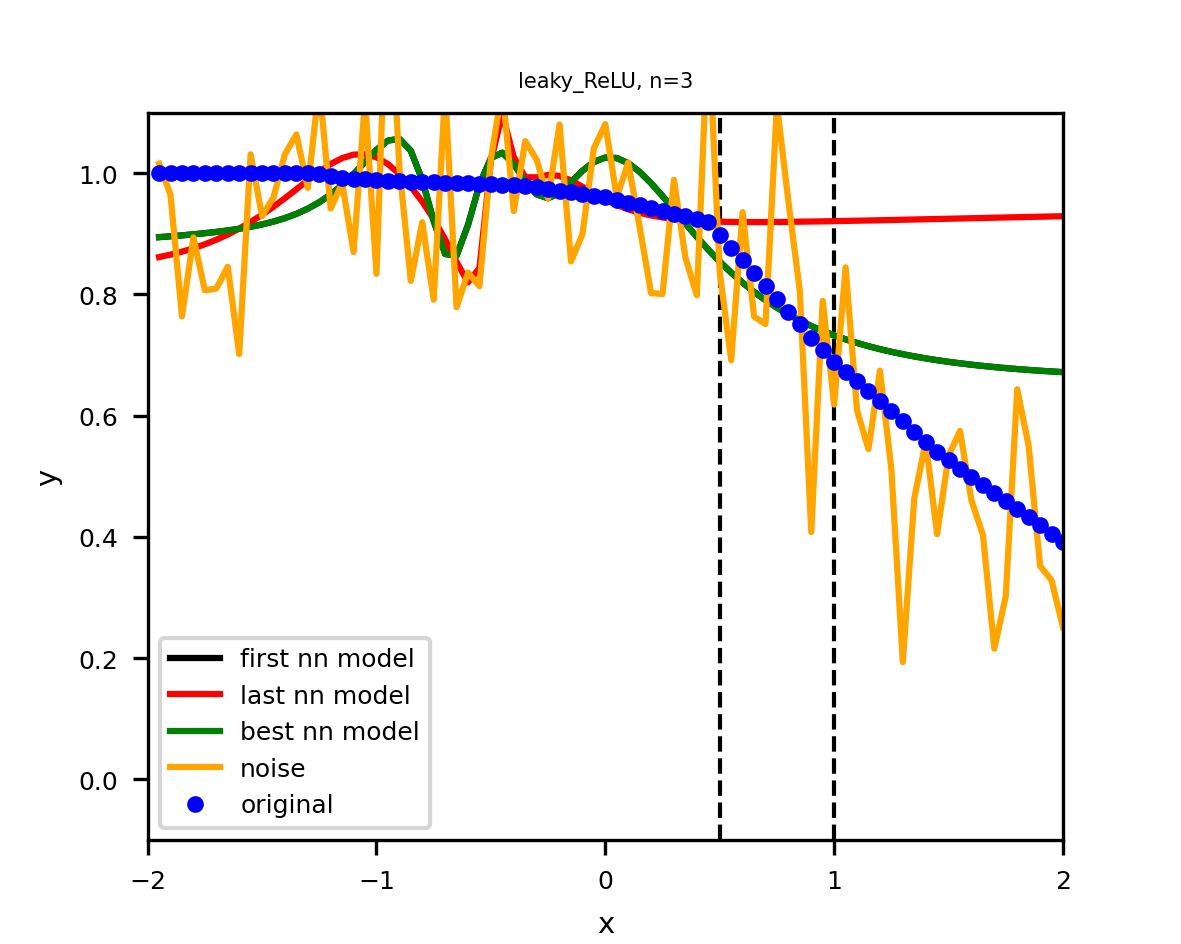 leaky_ReLU, n=3
1.0
0.8
0.6
0.4
0.2
0.0
y
first nn model
last nn model
best nn model
noise
original
−2
−1
0
1
2
x